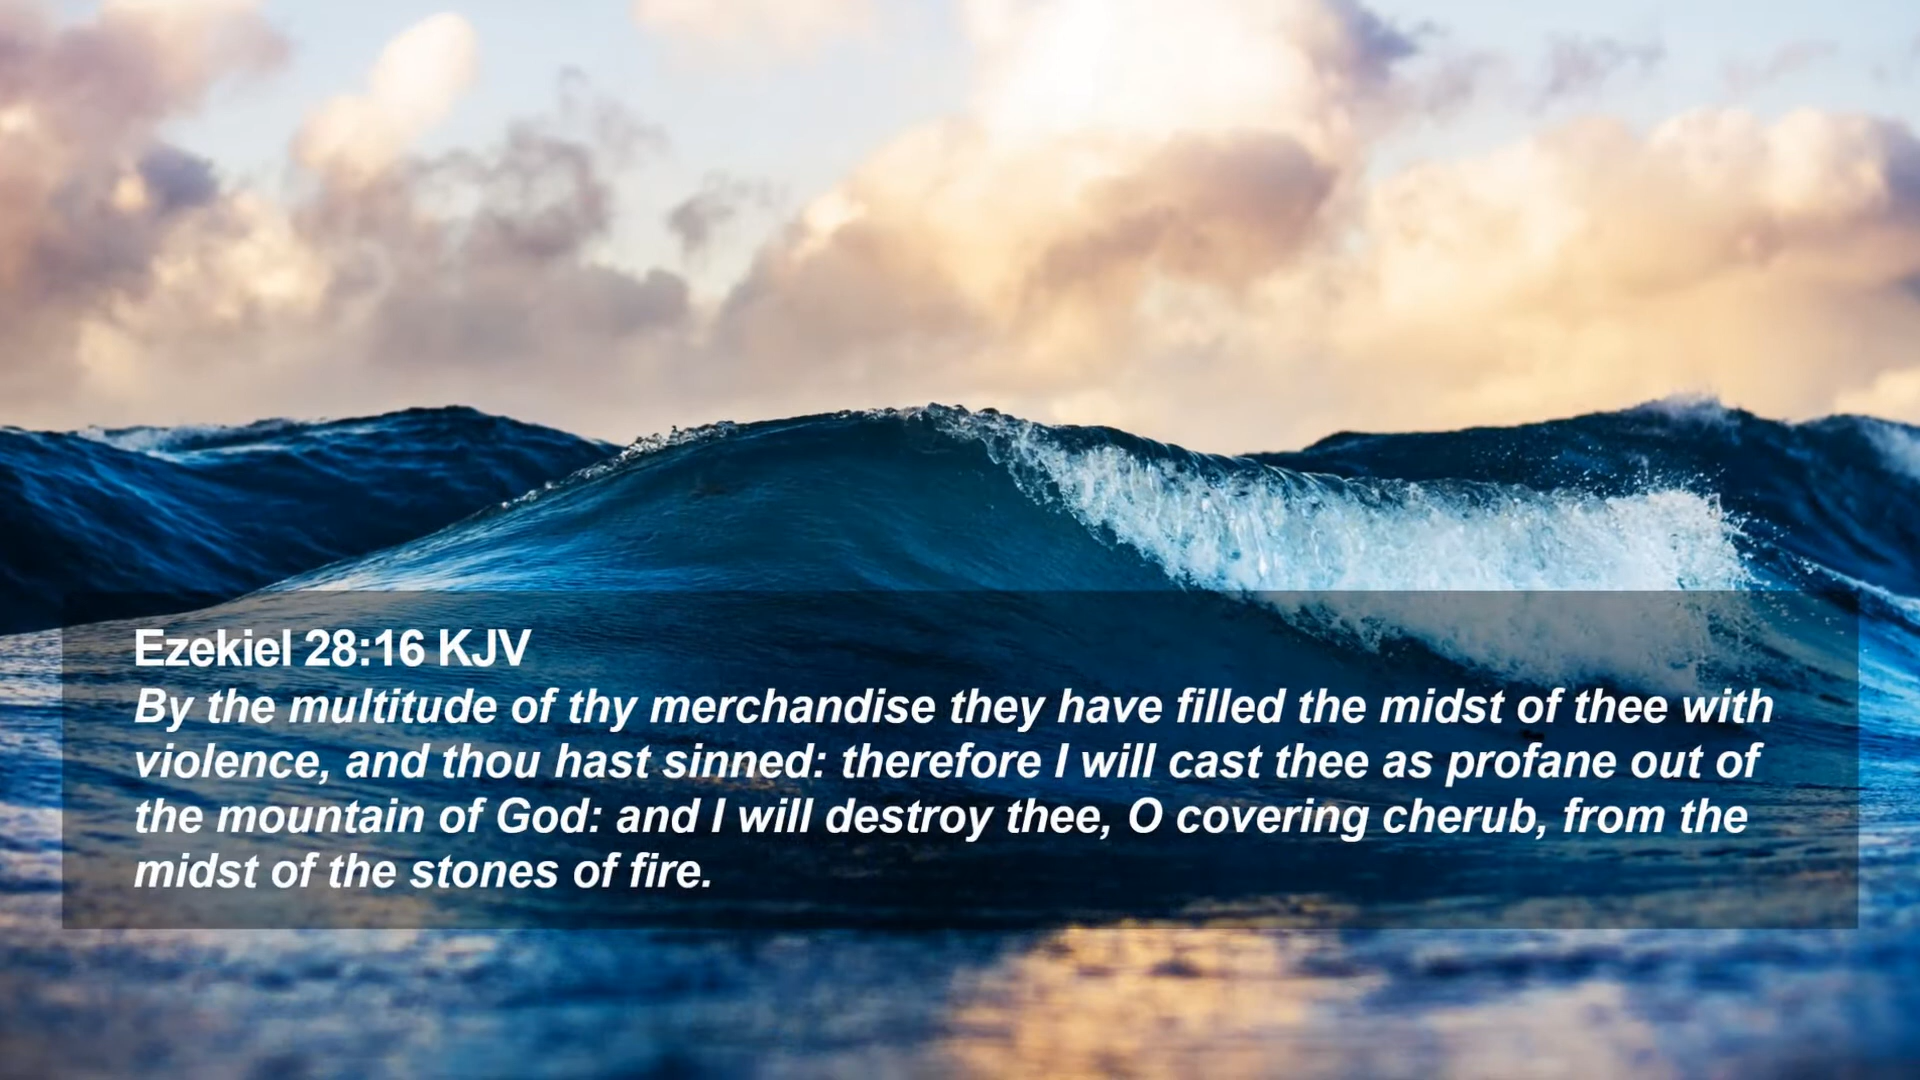 Ezekiel 28:16 KJV
By the multitude of thy merchandise they have filled the midst of thee with
violence, and thou hast sinned: therefore I will cast thee as profane out of
the mountain of God: and I will destroy thee, O covering cherub, from the
midst of the stones of fire.